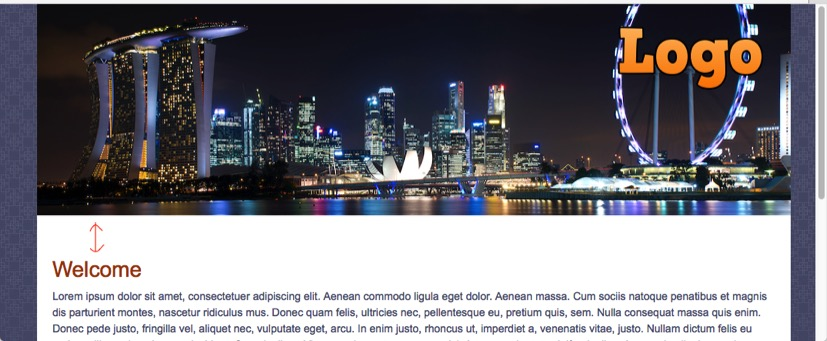 Logo
Welcome
Lorem ipsum dolor sit amet, consectetuer adipiscing elit. Aenean commodo ligula eget dolor. Aenean massa. Cum sociis natoque penatibus et magnis
dis parturient montes, nascetur ridiculus mus. Donec quam felis, ultricies nec, pellentesque eu, pretium quis, sem. Nulla consequat massa quis enim.
Donec pede justo, fringilla vel, aliquet nec, vulputate eget, arcu. In enim justo, rhoncus ut, imperdiet a, venenatis vitae, justo. Nullam dictum felis eu